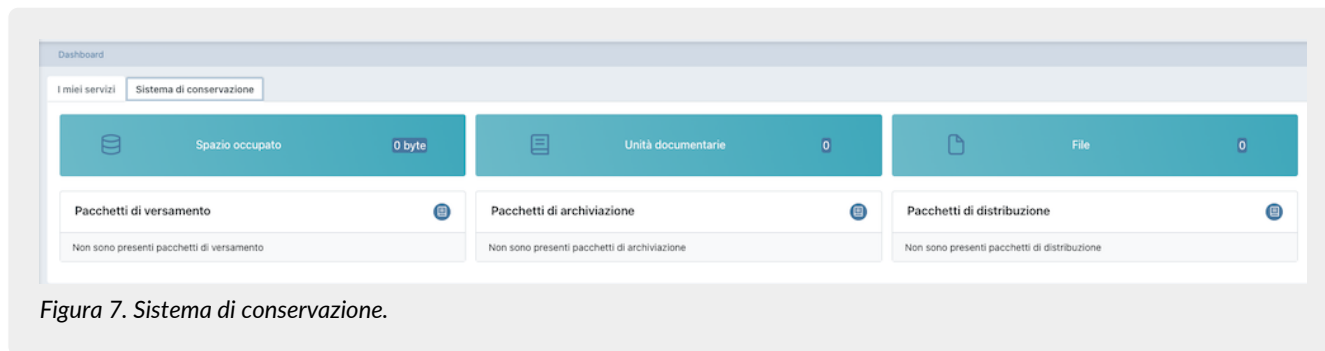 Dashboard
I miei servizi Sistema di conservazione
Spazio occupato 0 byte Unità documentarie 0 File 0
Pacchetti di versamento Pacchetti di archiviazione Pacchetti di distribuzione
Non sono presenti pacchetti di versamento Non sono presenti pacchetti di archiviazione Non sono presenti pacchetti di distribuzione
Figura 7. Sistema di conservazione.